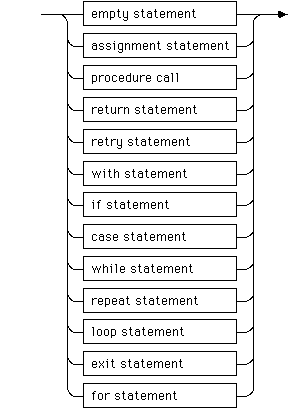 empty statement
assignment statement
procedure call
return statement
retry statement
with statement
if statement
case statement
while statement
repeat statement
loop statement
exit statement
for statement